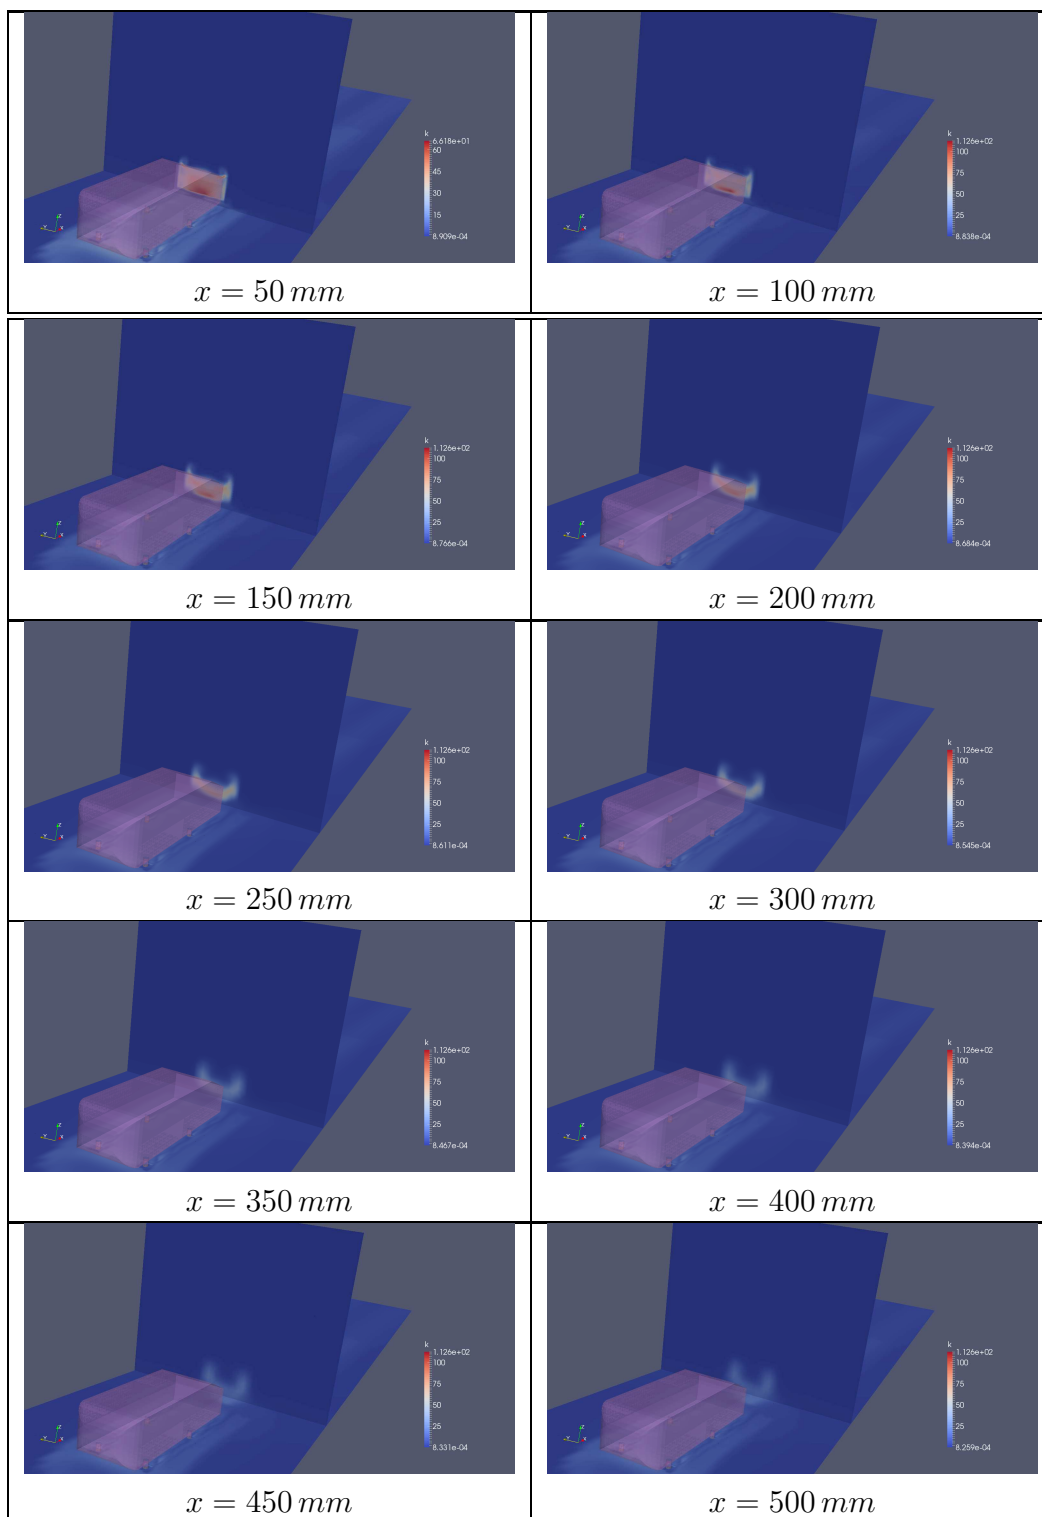 k
6.618e+01
60
45
30
15
8.909e-04
x = 50 mm
k
1.126e+02
100
75
50
25
8.838e-04
x = 100 mm
k
1.126e+02
100
75
50
25
8.766e-04
x = 150 mm
k
1.126e+02
100
75
50
25
8.684e-04
x = 200 mm
k
1.126e+02
100
75
50
25
8.611e-04
x = 250 mm
k
1.126e+02
100
75
50
25
8.545e-04
x = 300 mm
k
1.126e+02
100
75
50
25
8.467e-04
x = 350 mm
k
1.126e+02
100
75
50
25
8.394e-04
x = 400 mm
k
1.126e+02
100
75
50
25
8.331e-04
x = 450 mm
k
1.126e+02
100
75
50
25
8.259e-04
x = 500 mm